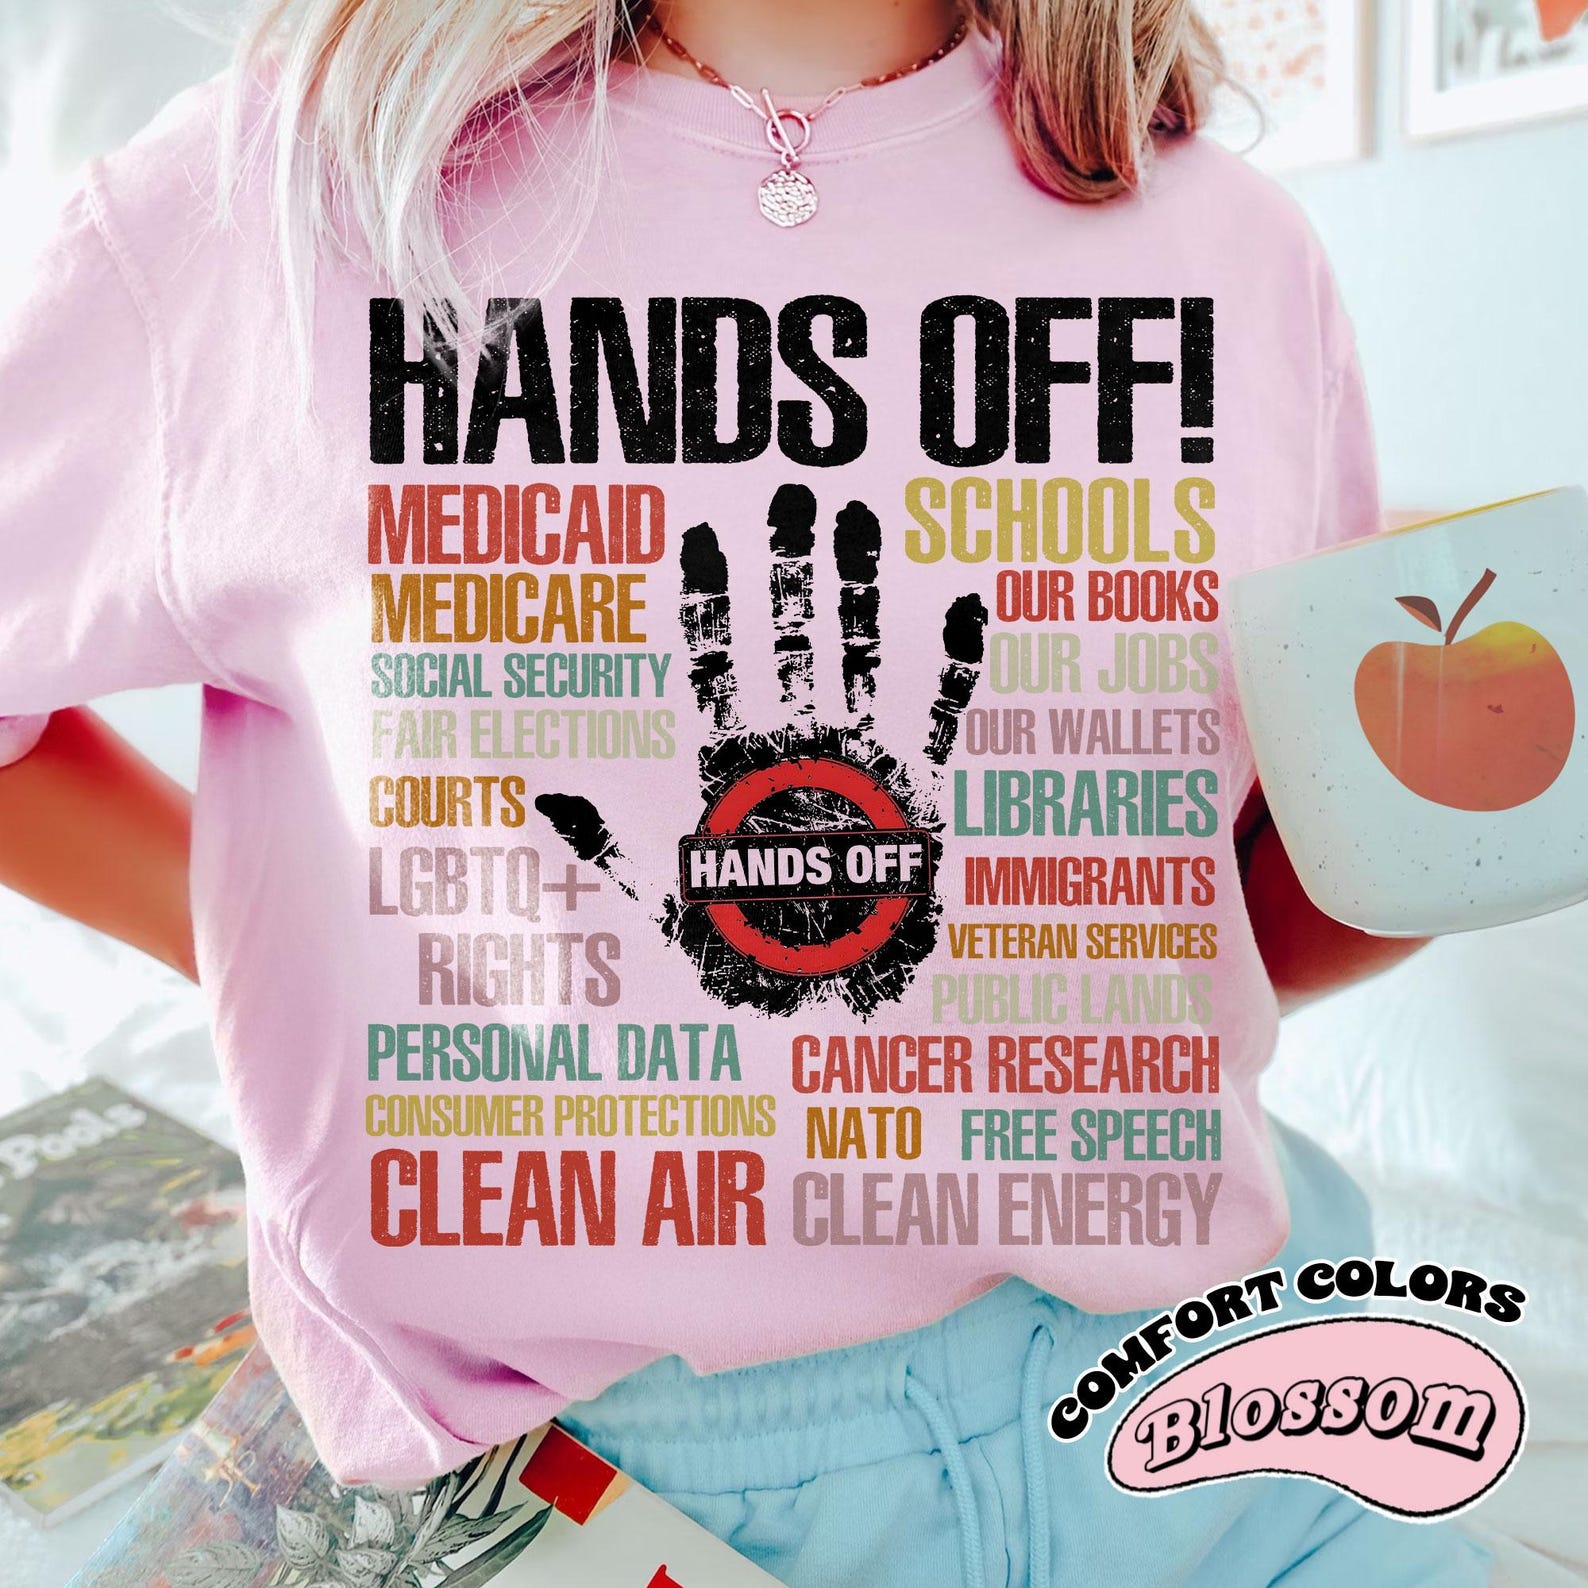 HANDS OFF!
MEDICAID
MEDICARE
SOCIAL SECURITY
FAIR ELECTIONS
COURTS
LGBTQ+
RIGHTS
PERSONAL DATA
CONSUMER PROTECTIONS
CLEAN AIR
HANDS OFF
SCHOOLS
OUR BOOKS
OUR JOBS
OUR WALLETS
LIBRARIES
IMMIGRANTS
VETERAN SERVICES
PUBLIC LANDS
CANCER RESEARCH
NATO FREE SPEECH
CLEAN ENERGY
Pools
COMFORT COLORS
Blossom